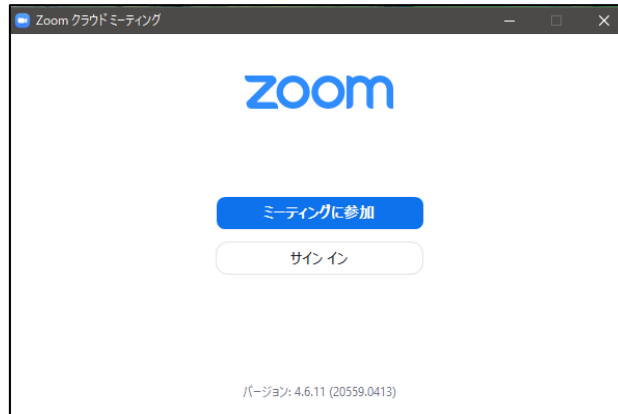 Zoom クラウド ミーティング
zoom
ミーティングに参加
サイン イン
バージョン: 4.6.11 (20559.0413)